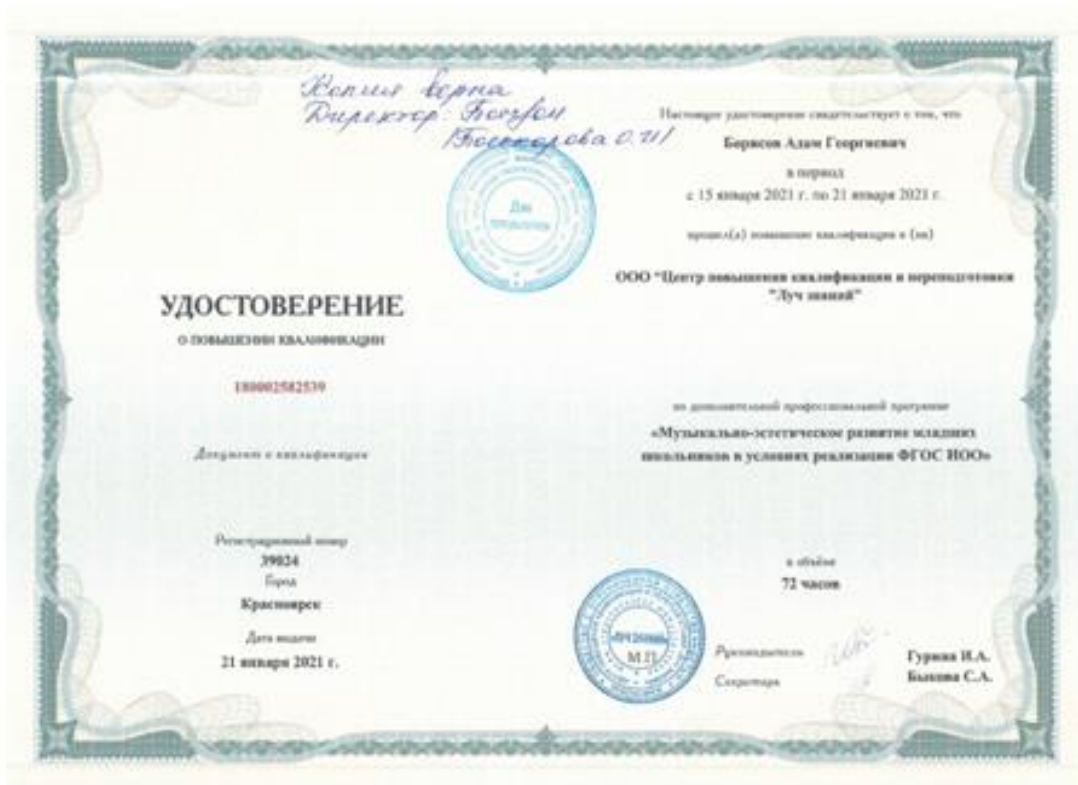 Копия верна
Директор:
УДОСТОВЕРЕНИЕ
О ПОВЫШЕНИИ КВАЛИФИКАЦИИ
180002582539
Документ о квалификации
Регистрационный номер
39024
Город
Красноярск
Дата выдачи
21 января 2021 г.
Настоящее удостоверение свидетельствует о том, что
Борисов Адам Георгиевич
в период
с 15 января 2021 г. по 21 января 2021 г.
прошел(а) повышение квалификации в (на)
ООО "Центр повышения квалификации и переподготовки
"Луч знаний"
по дополнительной профессиональной программе
«Музыкально-эстетическое развитие младших
школьников в условиях реализации ФГОС НОО»
в объёме
72 часов
Для
М.П.
Руководитель
Секретарь
Гурина И.А.
Быкова С.А.